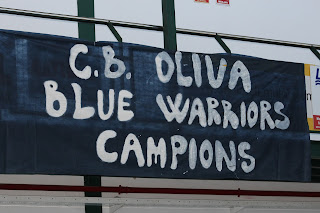 C.B. OLIVA
BLUE WARRIORS
CAMPIONS